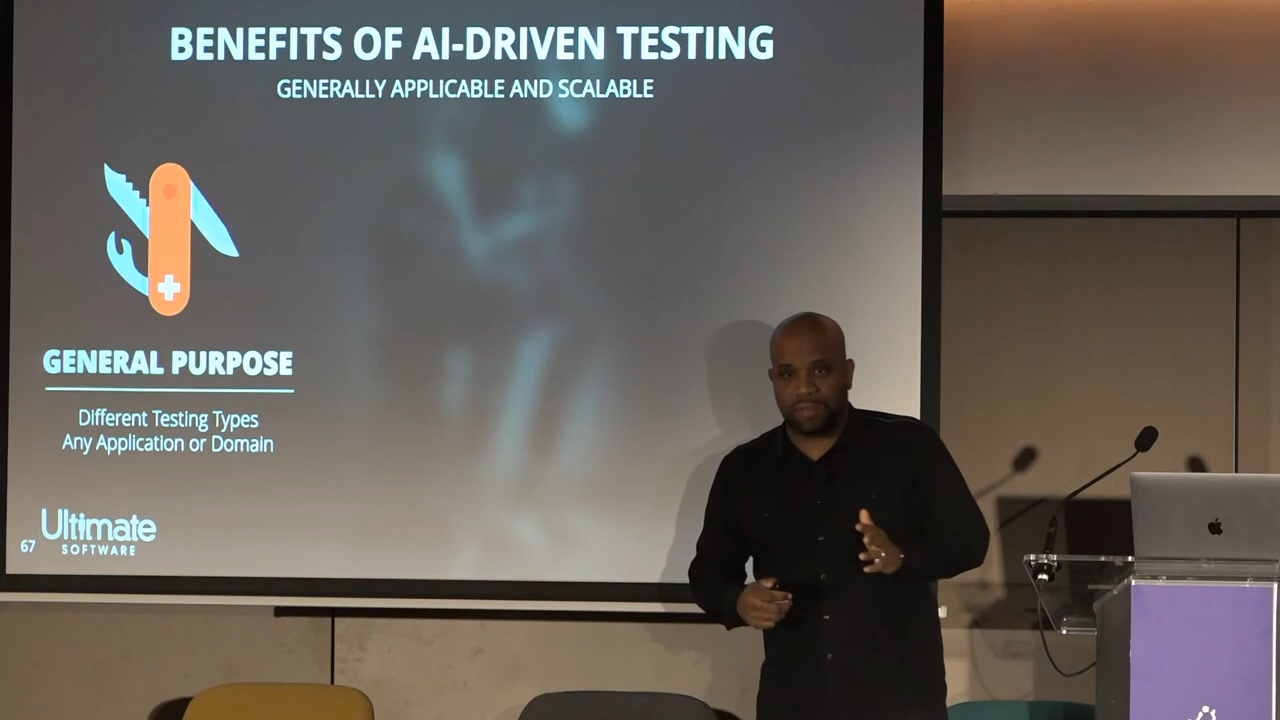 BENEFITS OF AI-DRIVEN TESTING
GENERALLY APPLICABLE AND SCALABLE
GENERAL PURPOSE
Different Testing Types
Any Application or Domain
Ultimate
SOFTWARE
67